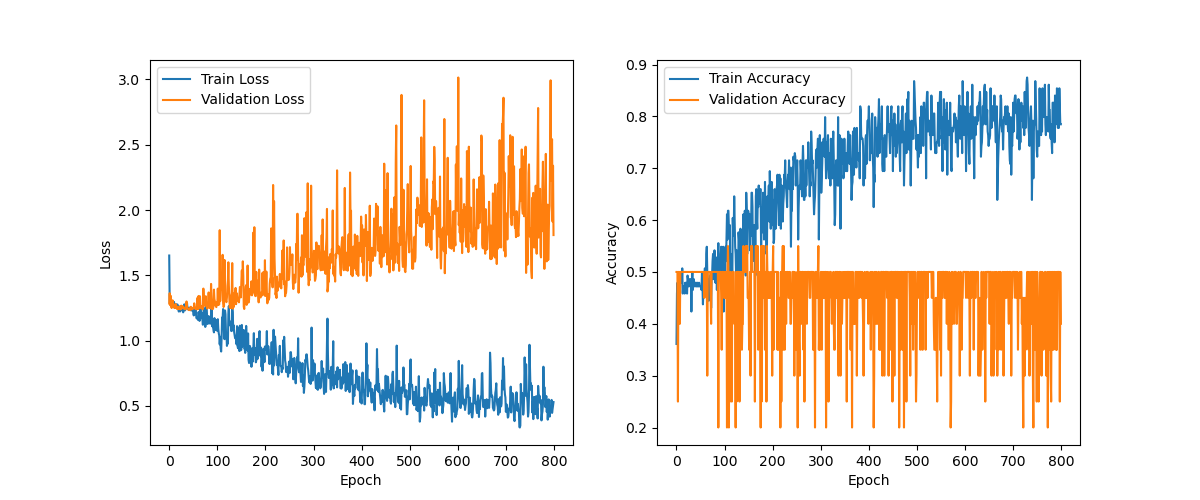 Train Loss
Validation Loss
3.0
2.5
2.0
1.5
1.0
0.5
Loss
0 100 200 300 400 500 600 700 800
Epoch
Train Accuracy
Validation Accuracy
0.9
0.8
0.7
0.6
0.5
0.4
0.3
0.2
Accuracy
0 100 200 300 400 500 600 700 800
Epoch